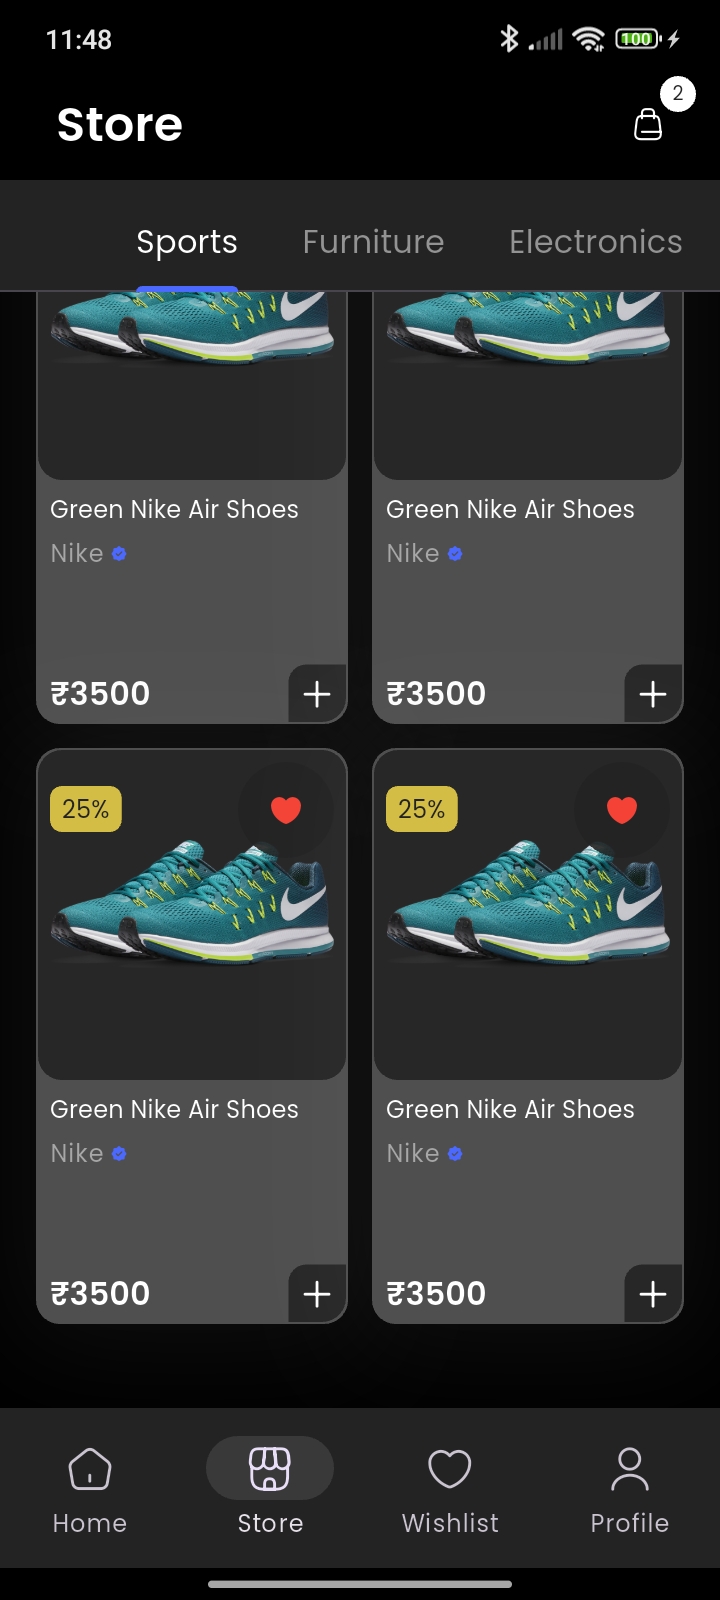 11:48
100
Store
2
Sports Furniture Electronics
Green Nike Air Shoes Green Nike Air Shoes
Nike Nike
₹3500 ₹3500
25% 25%
Green Nike Air Shoes Green Nike Air Shoes
Nike Nike
₹3500 ₹3500
Home Store Wishlist Profile